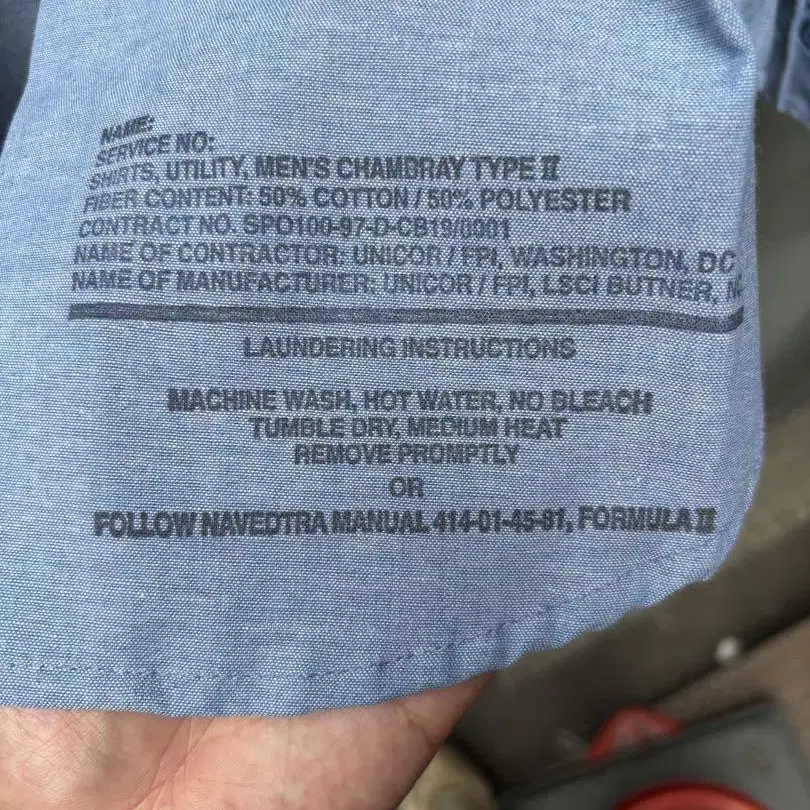 NAME:
SERVICE NO:
SHIRTS, UTILITY, MEN'S CHAMBRAY TYPE II
FIBER CONTENT: 50% COTTON / 50% POLYESTER
CONTRACT NO. SPO100-97-D-CB19/0001
NAME OF CONTRACTOR: UNICOR / FPI, WASHINGTON, DC
NAME OF MANUFACTURER: UNICOR / FPI, LSCI BUTNER, NC
LAUNDERING INSTRUCTIONS
MACHINE WASH, HOT WATER, NO BLEACH
TUMBLE DRY, MEDIUM HEAT
REMOVE PROMPTLY
OR
FOLLOW NAVEDTRA MANUAL 414-01-45-81, FORMULA II